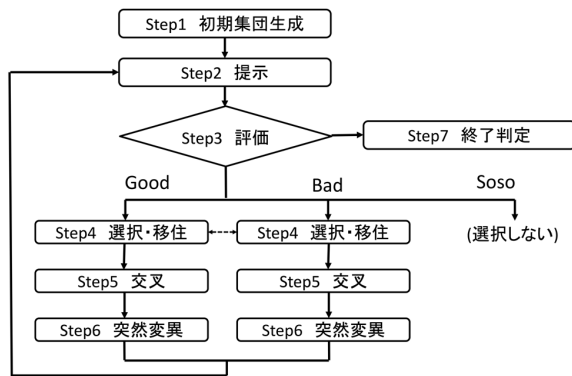 Step1 初期集団生成
Step2 提示
Step3 評価
Step7 終了判定
Good
Bad
Soso
Step4 選択・移住
Step4 選択・移住
(選択しない)
Step5 交叉
Step5 交叉
Step6 突然変異
Step6 突然変異